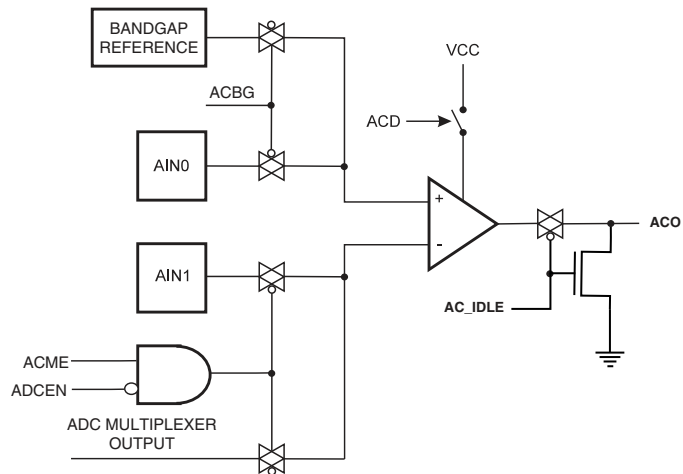 BANDGAP
REFERENCE
VCC
ACBG
ACD
AIN0
+
-
ACO
AIN1
AC_IDLE
ACME
ADCEN
ADC MULTIPLEXER
OUTPUT